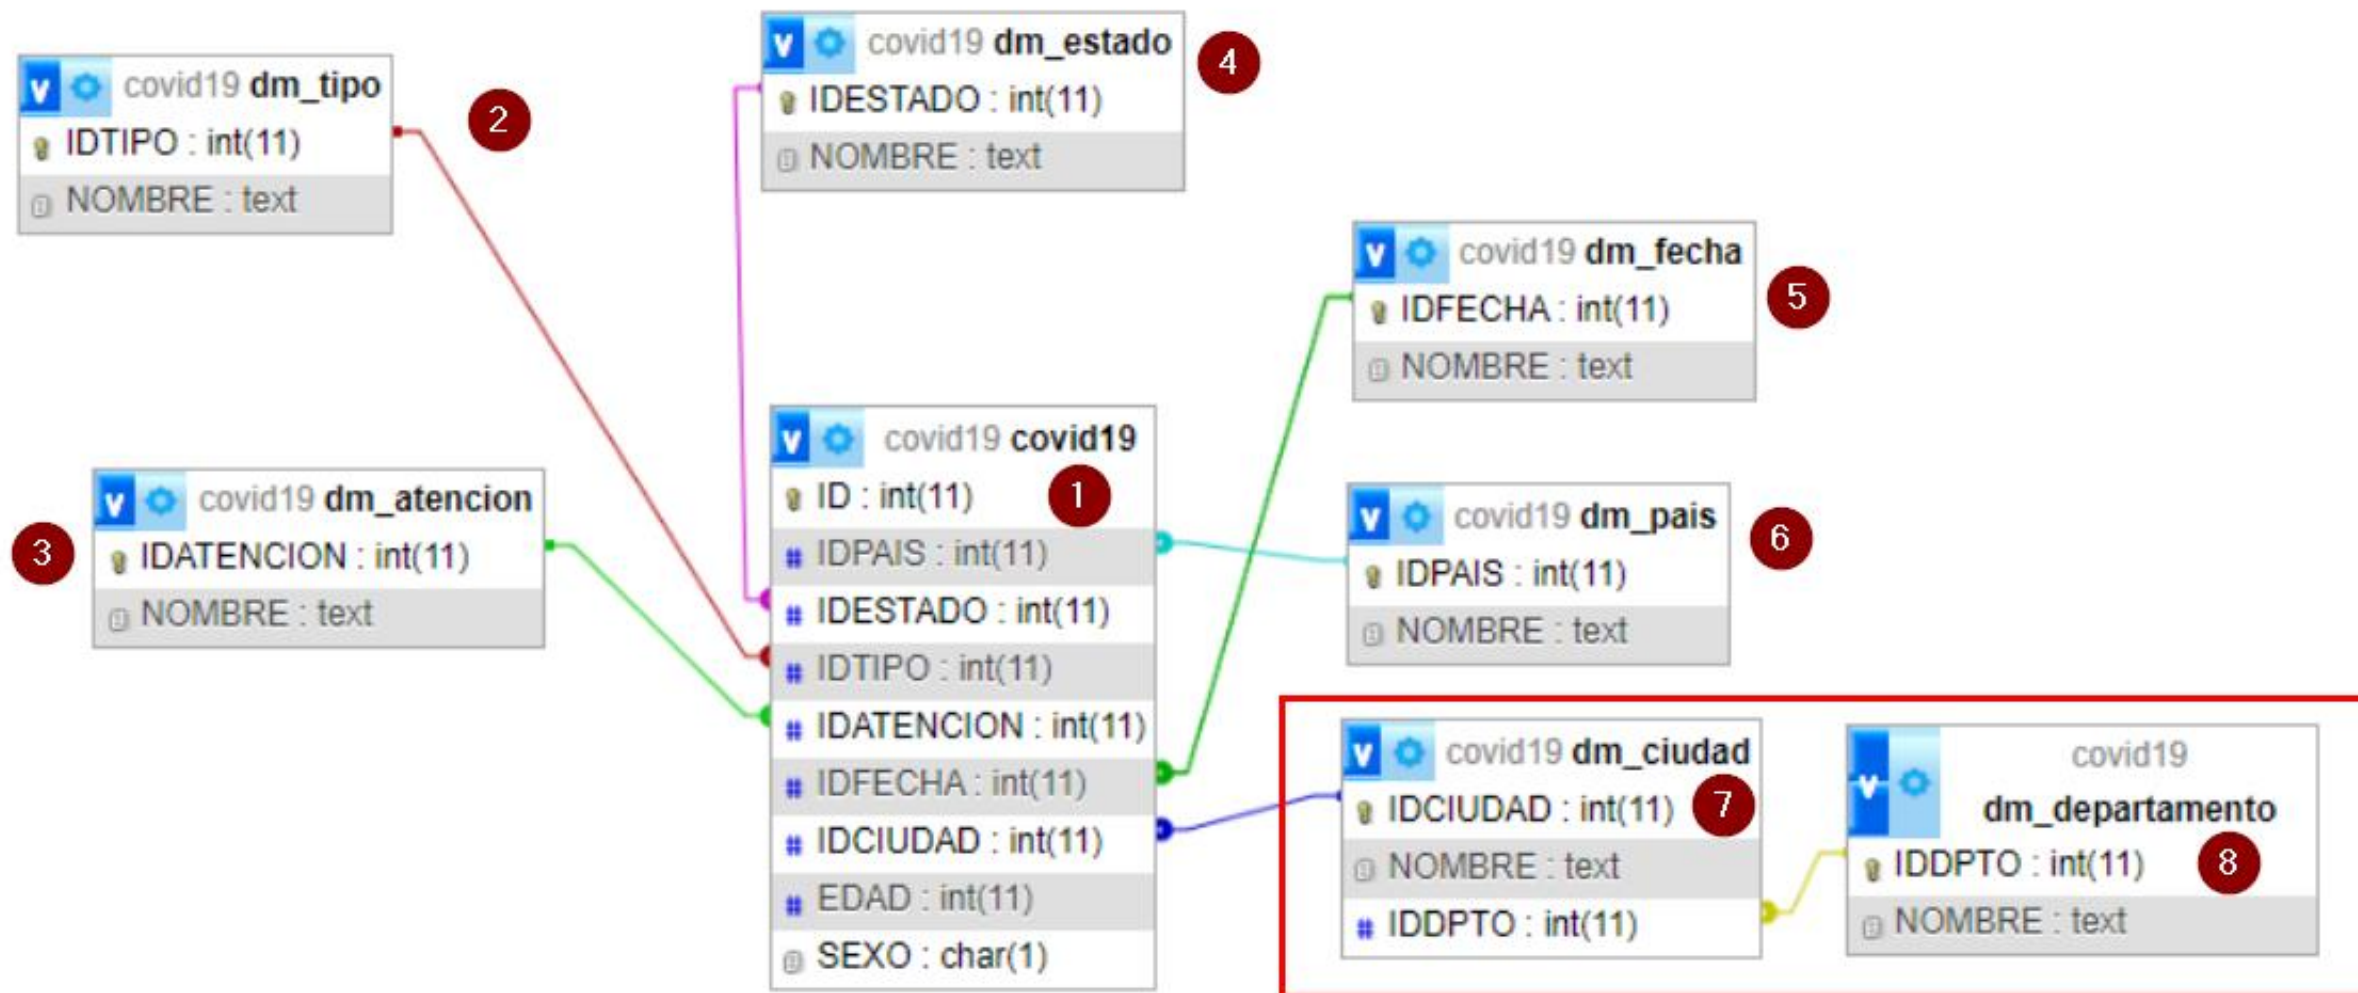 covid19 dm_tipo
IDTIPO : int(11)
NOMBRE : text
2
covid19 dm_estado
IDESTADO : int(11)
NOMBRE : text
4
covid19 dm_fecha
IDFECHA : int(11)
NOMBRE : text
5
covid19 dm_atencion
IDATENCION : int(11)
NOMBRE : text
3
covid19 covid19
ID : int(11)
1
IDPAIS : int(11)
IDESTADO : int(11)
IDTIPO : int(11)
IDATENCION : int(11)
IDFECHA : int(11)
IDCIUDAD : int(11)
EDAD : int(11)
SEXO : char(1)
covid19 dm_pais
IDPAIS : int(11)
NOMBRE : text
6
covid19 dm_ciudad
IDCIUDAD : int(11)
7
NOMBRE : text
IDDPTO : int(11)
covid19
dm_departamento
IDDPTO : int(11)
8
NOMBRE : text